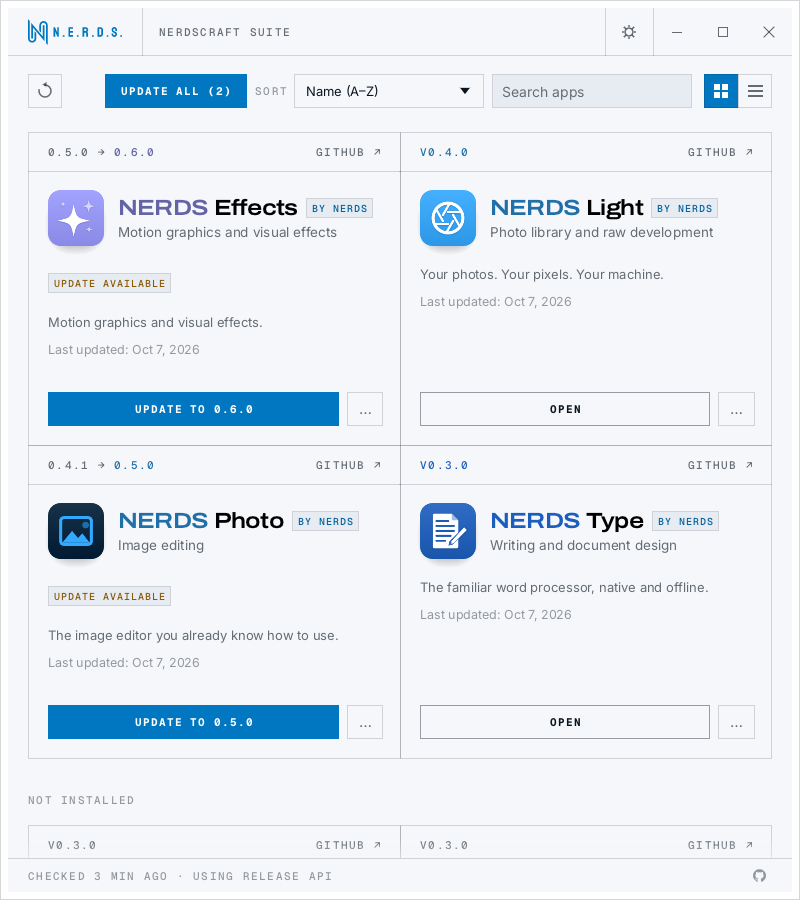 N.E.R.D.S.
NERDSCRAFT SUITE
UPDATE ALL (2)
SORT
Name (A–Z)
Search apps
0.5.0 → 0.6.0
GITHUB ↗
NERDS Effects
BY NERDS
Motion graphics and visual effects
UPDATE AVAILABLE
Motion graphics and visual effects.
Last updated: Oct 7, 2026
UPDATE TO 0.6.0
...
V0.4.0
GITHUB ↗
NERDS Light
BY NERDS
Photo library and raw development
Your photos. Your pixels. Your machine.
Last updated: Oct 7, 2026
OPEN
...
0.4.1 → 0.5.0
GITHUB ↗
NERDS Photo
BY NERDS
Image editing
UPDATE AVAILABLE
The image editor you already know how to use.
Last updated: Oct 7, 2026
UPDATE TO 0.5.0
...
V0.3.0
GITHUB ↗
NERDS Type
BY NERDS
Writing and document design
The familiar word processor, native and offline.
Last updated: Oct 7, 2026
OPEN
...
NOT INSTALLED
V0.3.0
GITHUB ↗
V0.3.0
GITHUB ↗
CHECKED 3 MIN AGO · USING RELEASE API